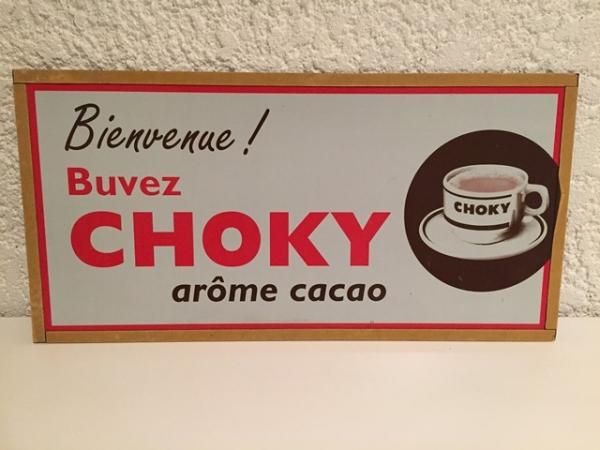 Bienvenue !
Buvez
CHOKY
arôme cacao
CHOKY